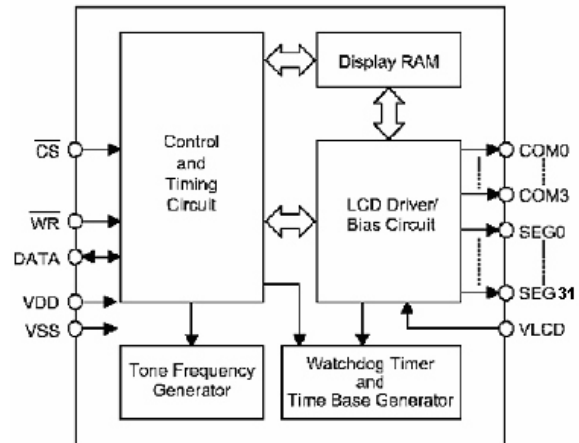 Display RAM
Control
and
Timing
Circuit
LCD Driver/
Bias Circuit
Tone Frequency
Generator
Watchdog Timer
and
Time Base Generator
CS
WR
DATA
VDD
VSS
COM0
COM3
SEG0
SEG31
VLCD